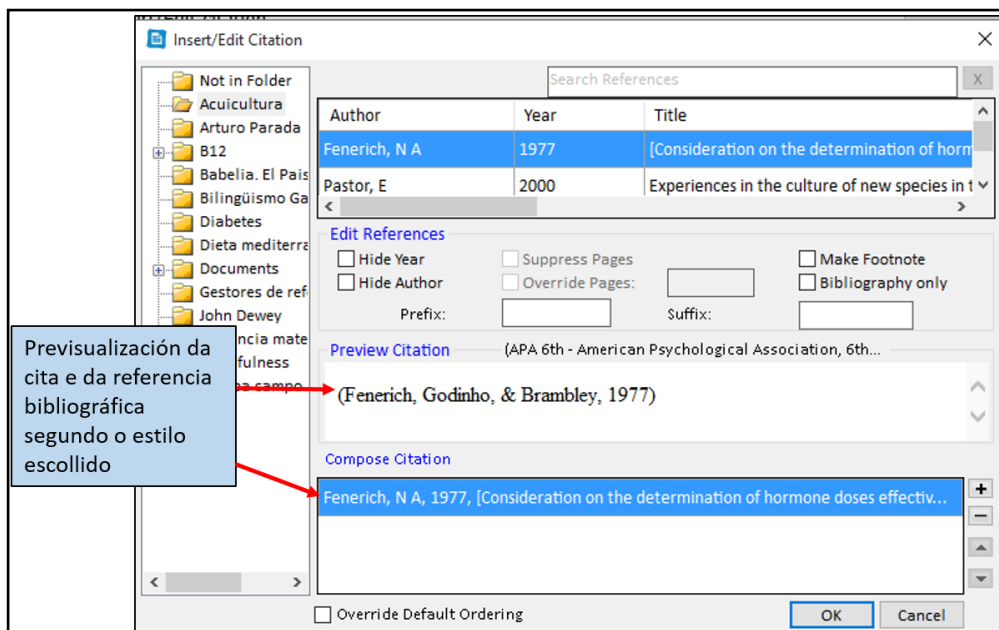 Insert/Edit Citation
Not in Folder
Acuicultura
Arturo Parada
B12
Babelia. El Pais
Bilingüismo Ga
Diabetes
Dieta mediterra
Documents
Gestores de ref
John Dewey
ncia mate
fulness
campo
Search References
X
Author Year Title
Fenerich, N A 1977 [Consideration on the determination of horm
Pastor, E 2000 Experiences in the culture of new species in t
Edit References
Hide Year Suppress Pages Make Footnote
Hide Author Override Pages: Bibliography only
Prefix: Suffix:
Preview Citation (APA 6th - American Psychological Association, 6th...
(Fenerich, Godinho, & Brambley, 1977)
Compose Citation
Fenerich, N A, 1977, [Consideration on the determination of hormone doses effectiv...
Override Default Ordering
OK Cancel
Previsualización da
cita e da referencia
bibliográfica
segundo o estilo
escollido